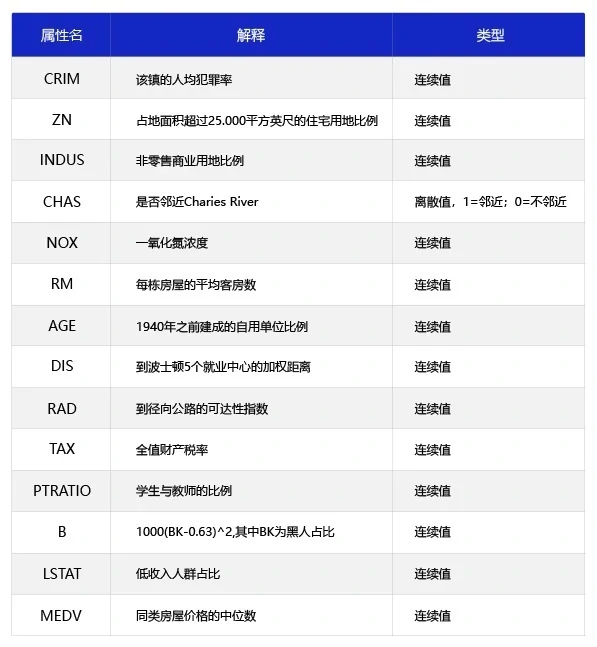 属性名 解释 类型
CRIM 该镇的人均犯罪率 连续值
ZN 占地面积超过25.000平方英尺的住宅用地比例 连续值
INDUS 非零售商业用地比例 连续值
CHAS 是否邻近Charies River 离散值，1=邻近；0=不邻近
NOX 一氧化氮浓度 连续值
RM 每栋房屋的平均客房数 连续值
AGE 1940年之前建成的自用单位比例 连续值
DIS 到波士顿5个就业中心的加权距离 连续值
RAD 到径向公路的可达性指数 连续值
TAX 全值财产税率 连续值
PTRATIO 学生与教师的比例 连续值
B 1000(BK-0.63)^2,其中BK为黑人占比 连续值
LSTAT 低收入人群占比 连续值
MEDV 同类房屋价格的中位数 连续值